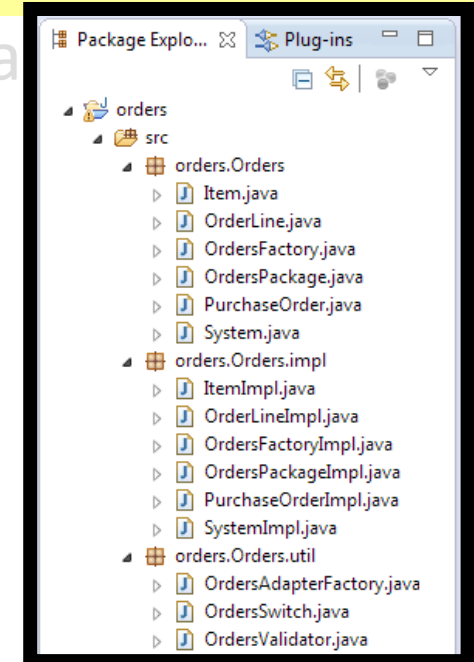 a
Package Explo... Plug-ins
orders
src
orders.Orders
Item.java
OrderLine.java
OrdersFactory.java
OrdersPackage.java
PurchaseOrder.java
System.java
orders.Orders.impl
ItemImpl.java
OrderLineImpl.java
OrdersFactoryImpl.java
OrdersPackageImpl.java
PurchaseOrderImpl.java
SystemImpl.java
orders.Orders.util
OrdersAdapterFactory.java
OrdersSwitch.java
OrdersValidator.java